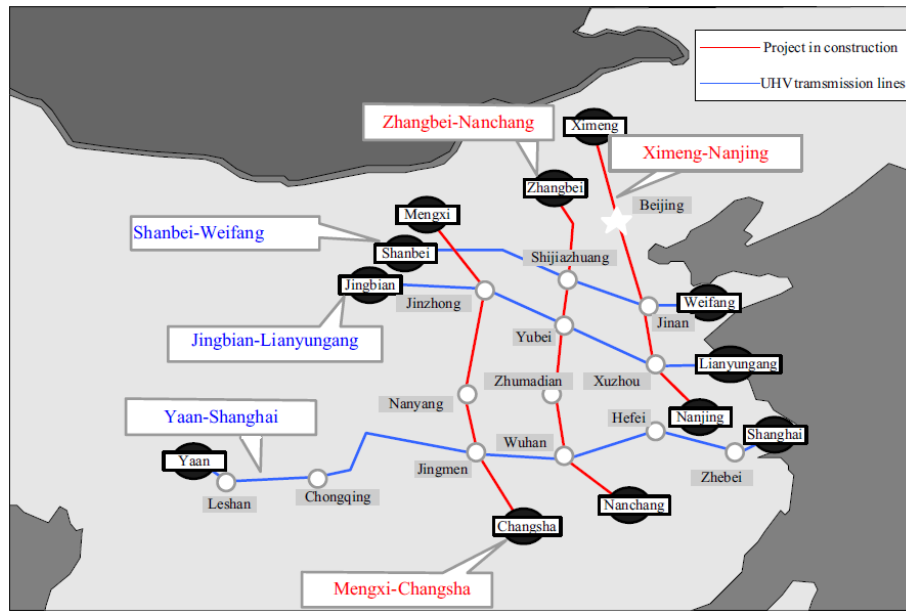 Project in construction
UHV transmission lines
Zhangbei-Nanchang
Ximeng
Ximeng-Nanjing
Zhangbei
Beijing
Mengxi
Shanbei-Weifang
Shanbei
Shijiazhuang
Jingbian
Jinzhong
Weifang
Jinan
Jingbian-Lianyungang
Yubei
Xuzhou
Lianyungang
Zhumadian
Nanyang
Yaan-Shanghai
Hefei
Nanjing
Wuhan
Shanghai
Yaan
Jingmen
Zhebei
Leshan
Chongqing
Nanchang
Changsha
Mengxi-Changsha